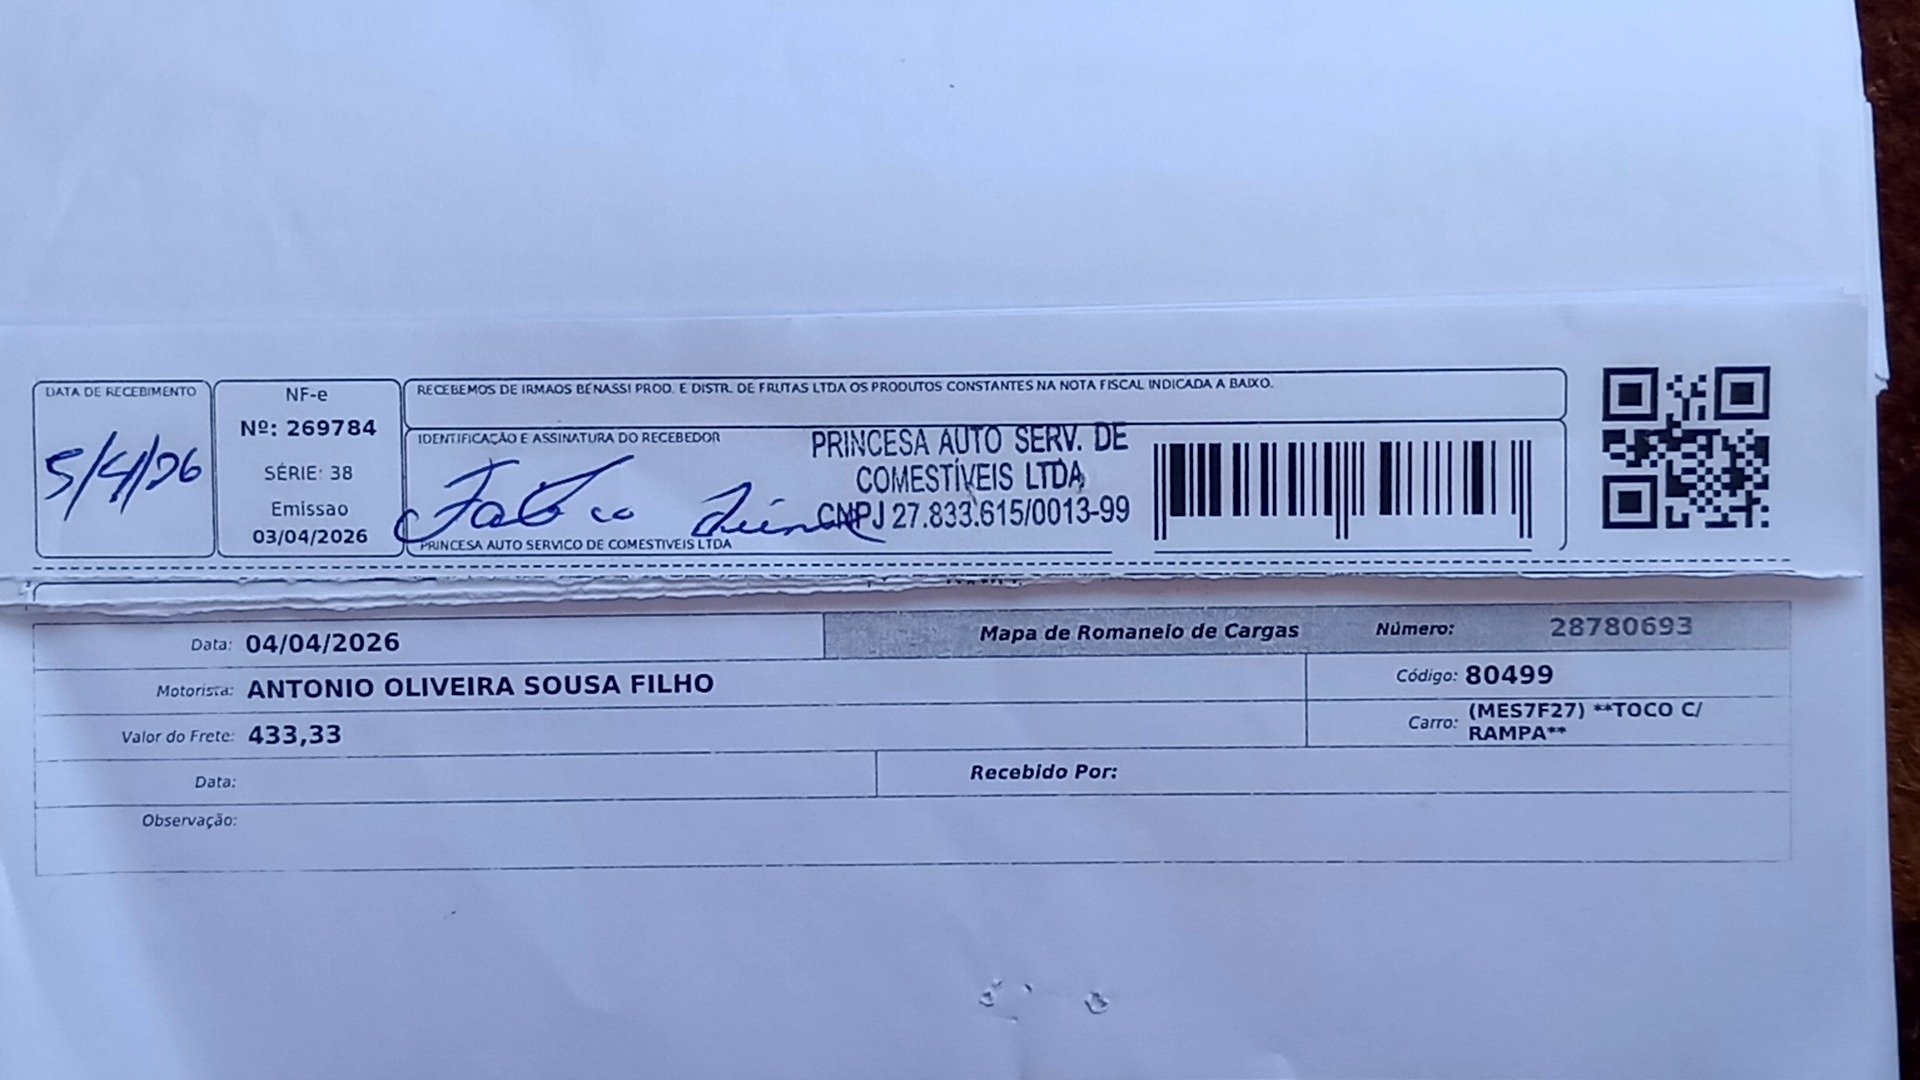 DATA DE RECEBIMENTO
5/4/26
NF-e
Nº: 269784
SÉRIE: 38
Emissao
03/04/2026
RECEBEMOS DE IRMAOS BENASSI PROD. E DISTR. DE FRUTAS LTDA OS PRODUTOS CONSTANTES NA NOTA FISCAL INDICADA A BAIXO.
IDENTIFICAÇÃO E ASSINATURA DO RECEBEDOR
PRINCESA AUTO SERV. DE
COMESTÍVEIS LTDA
CNPJ 27.833.615/0013-99
PRINCESA AUTO SERVICO DE COMESTIVEIS LTDA
Data: 04/04/2026
Mapa de Romaneio de Cargas
Número: 28780693
Motorista: ANTONIO OLIVEIRA SOUSA FILHO
Código: 80499
Valor do Frete: 433,33
Carro: (MES7F27) **TOCO C/
RAMPA**
Data:
Recebido Por:
Observação: